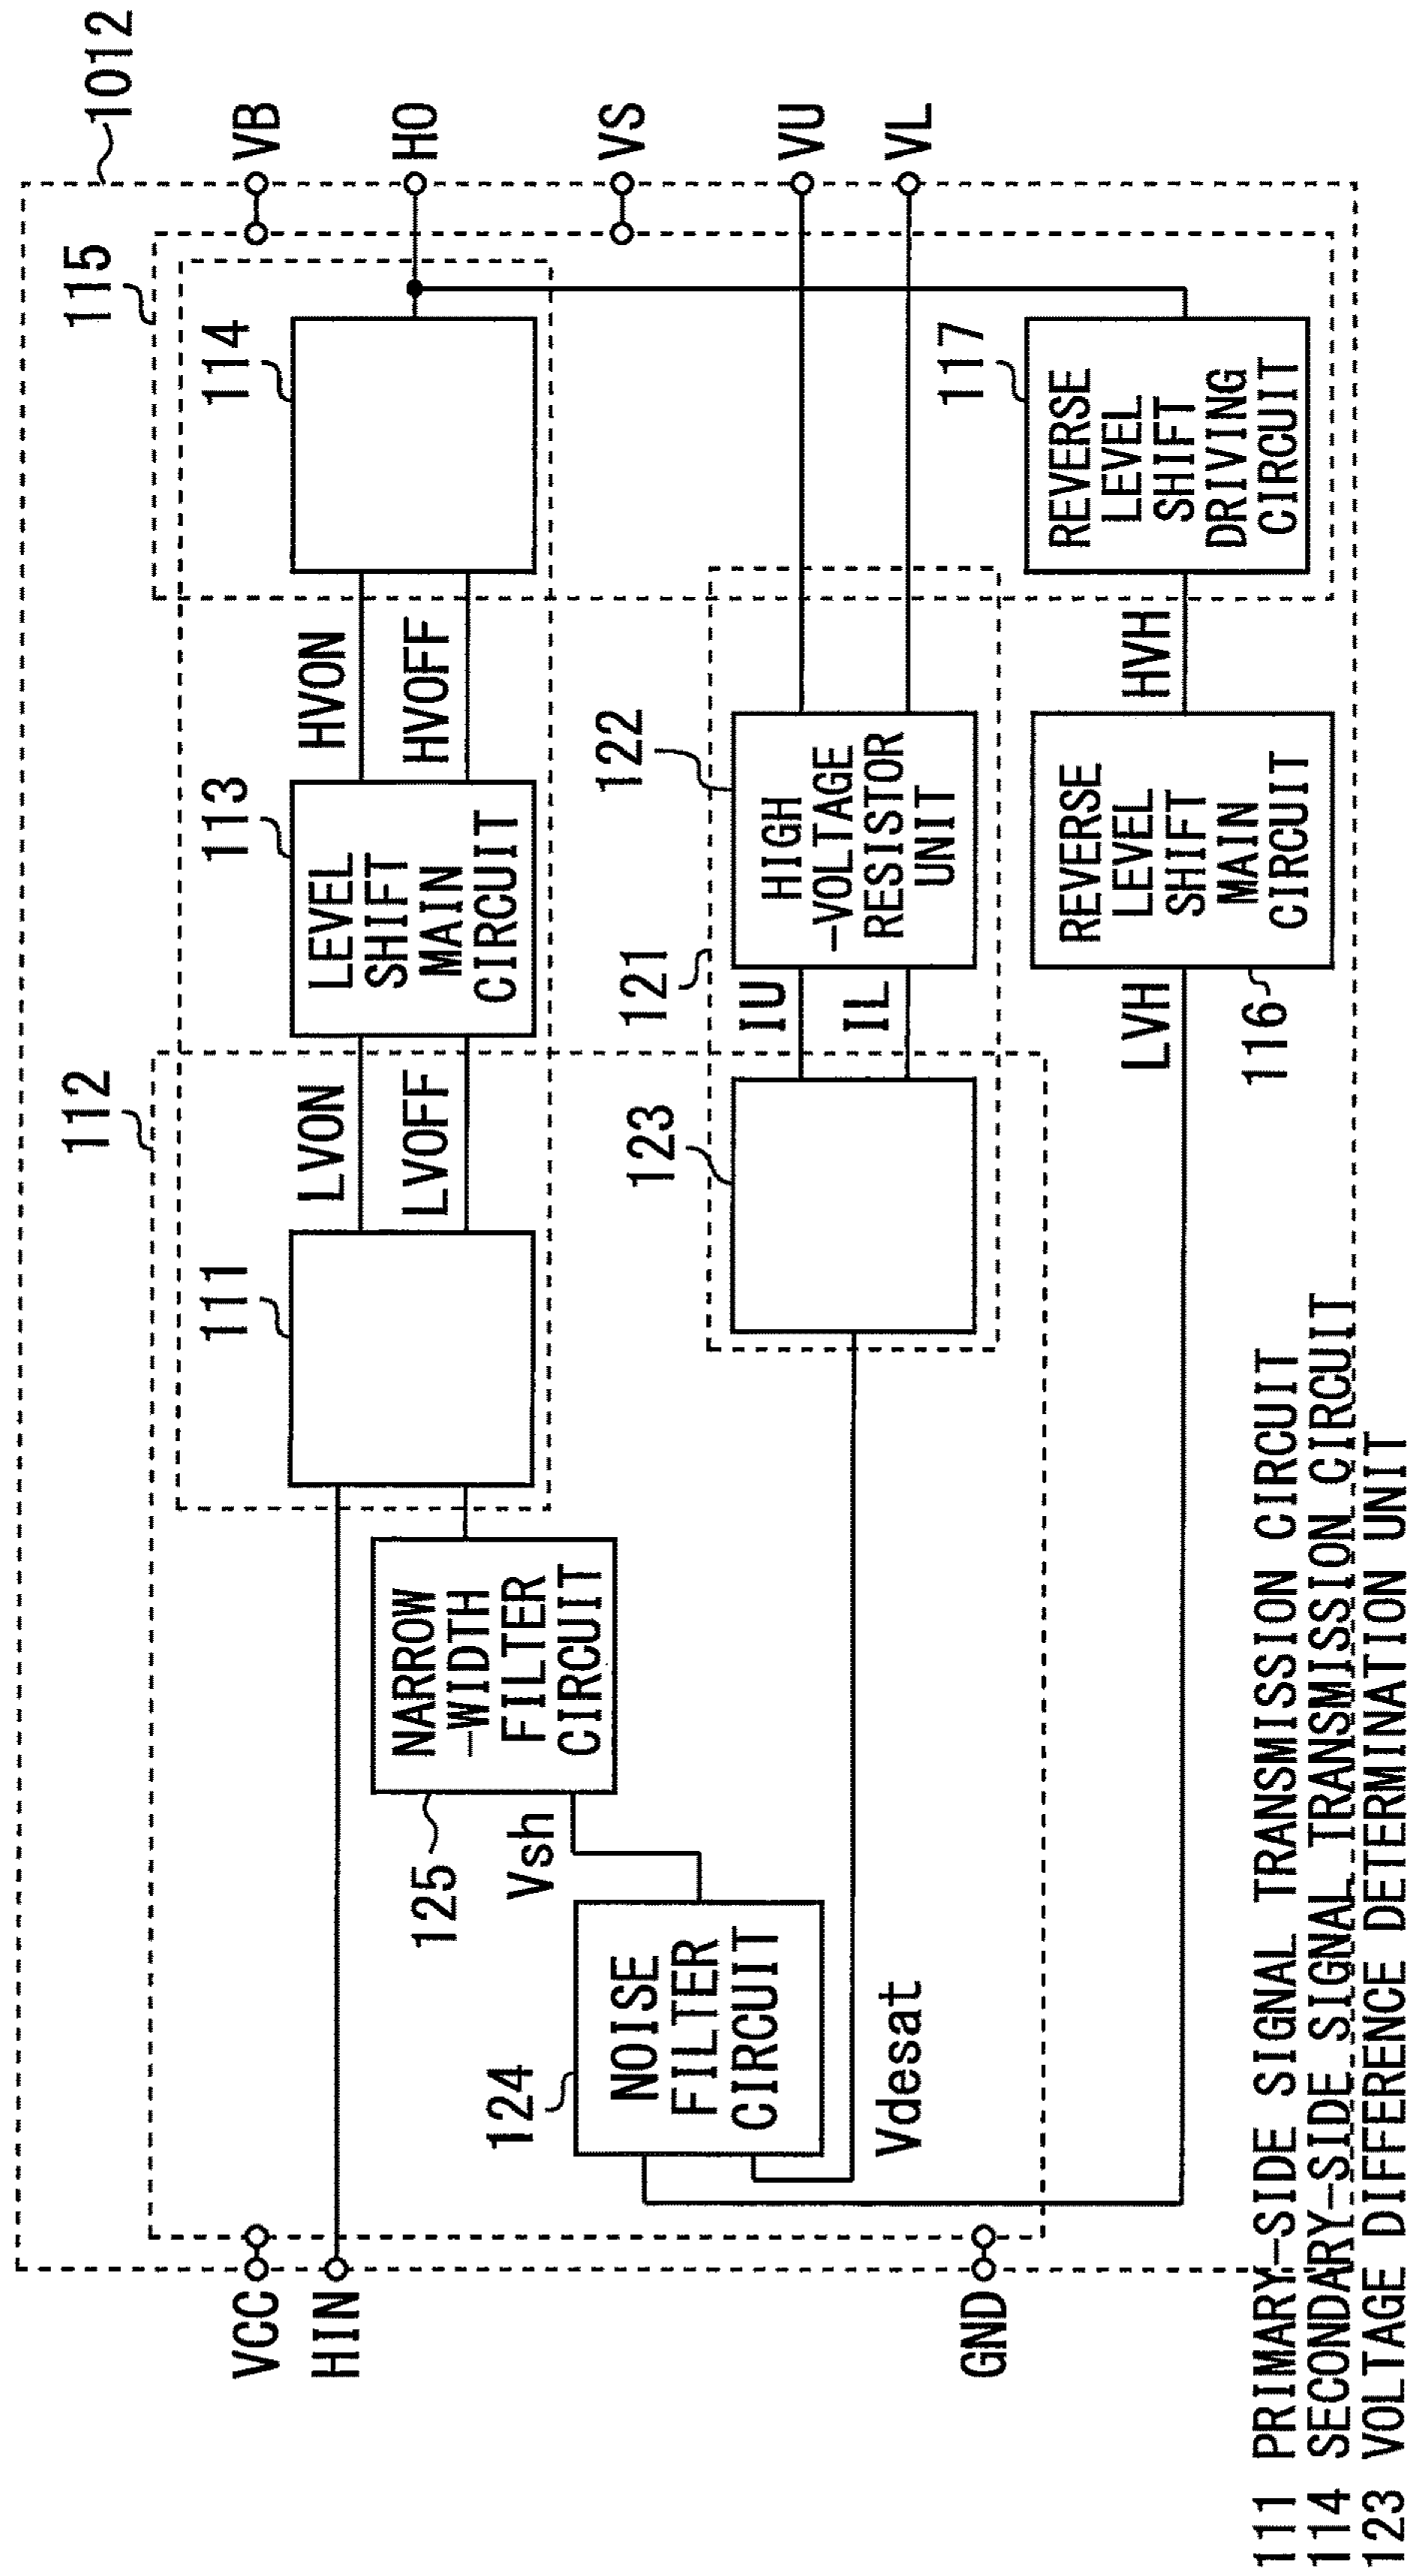 1012
115
VB
HO
VS
VU
VL
112
111
LVON
LVOFF
113
LEVEL
SHIFT
MAIN
CIRCUIT
HVON
HVOFF
114
VCC
HIN
125
NARROW
-WIDTH
FILTER
CIRCUIT
Vsh
124
NOISE
FILTER
CIRCUIT
Vdesat
123
IU
IL
121
122
HIGH
-VOLTAGE
RESISTOR
UNIT
117
REVERSE
LEVEL
SHIFT
DRIVING
CIRCUIT
HVH
REVERSE
LEVEL
SHIFT
MAIN
CIRCUIT
116
LVH
GND
111 PRIMARY-SIDE SIGNAL TRANSMISSION CIRCUIT
114 SECONDARY-SIDE SIGNAL TRANSMISSION CIRCUIT
123 VOLTAGE DIFFERENCE DETERMINATION UNIT